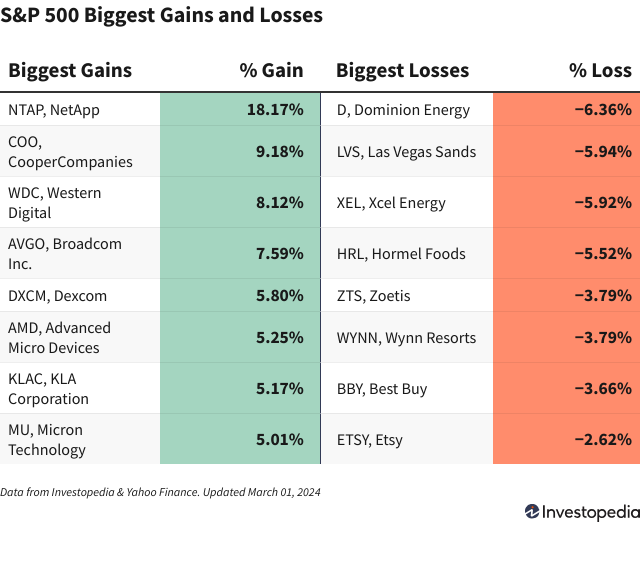 S&P 500 Biggest Gains and Losses
Biggest Gains % Gain Biggest Losses % Loss
NTAP, NetApp 18.17% D, Dominion Energy −6.36%
COO,
CooperCompanies 9.18% LVS, Las Vegas Sands −5.94%
WDC, Western
Digital 8.12% XEL, Xcel Energy −5.92%
AVGO, Broadcom
Inc. 7.59% HRL, Hormel Foods −5.52%
DXCM, Dexcom 5.80% ZTS, Zoetis −3.79%
AMD, Advanced
Micro Devices 5.25% WYNN, Wynn Resorts −3.79%
KLAC, KLA
Corporation 5.17% BBY, Best Buy −3.66%
MU, Micron
Technology 5.01% ETSY, Etsy −2.62%
Data from Investopedia & Yahoo Finance. Updated March 01, 2024
Investopedia